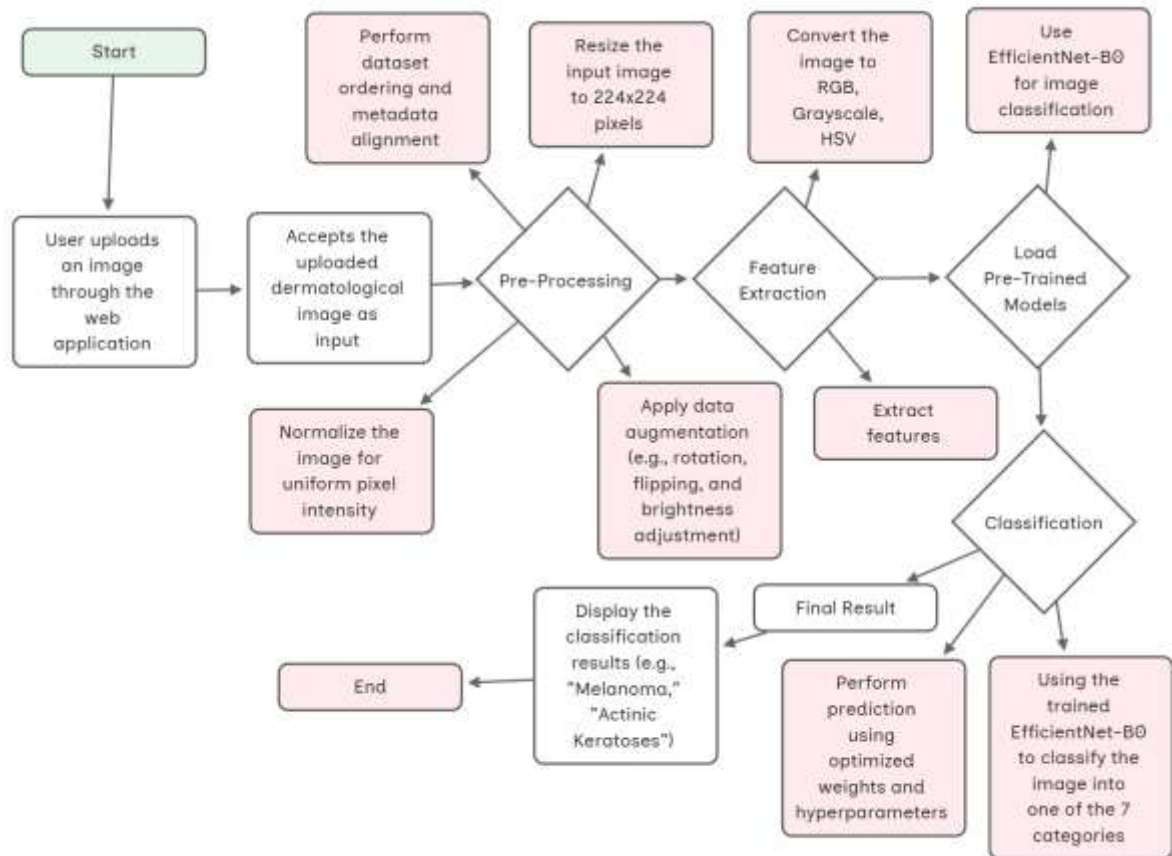 Start
Perform
dataset
ordering and
metadata
alignment
Resize the
input image
to 224x224
pixels
Convert the
image to
RGB,
Grayscale,
HSV
Use
EfficientNet-B0
for image
classification
User uploads
an image
through the
web
application
Accepts the
uploaded
dermatological
image as
input
Pre-Processing
Feature
Extraction
Load
Pre-Trained
Models
Normalize the
image for
uniform pixel
intensity
Apply data
augmentation
(e.g., rotation,
flipping, and
brightness
adjustment)
Extract
features
Classification
Final Result
Display the
classification
results (e.g.,
"Melanoma,"
"Actinic
Keratoses")
End
Perform
prediction
using
optimized
weights and
hyperparameters
Using the
trained
EfficientNet-B0
to classify the
image into
one of the 7
categories